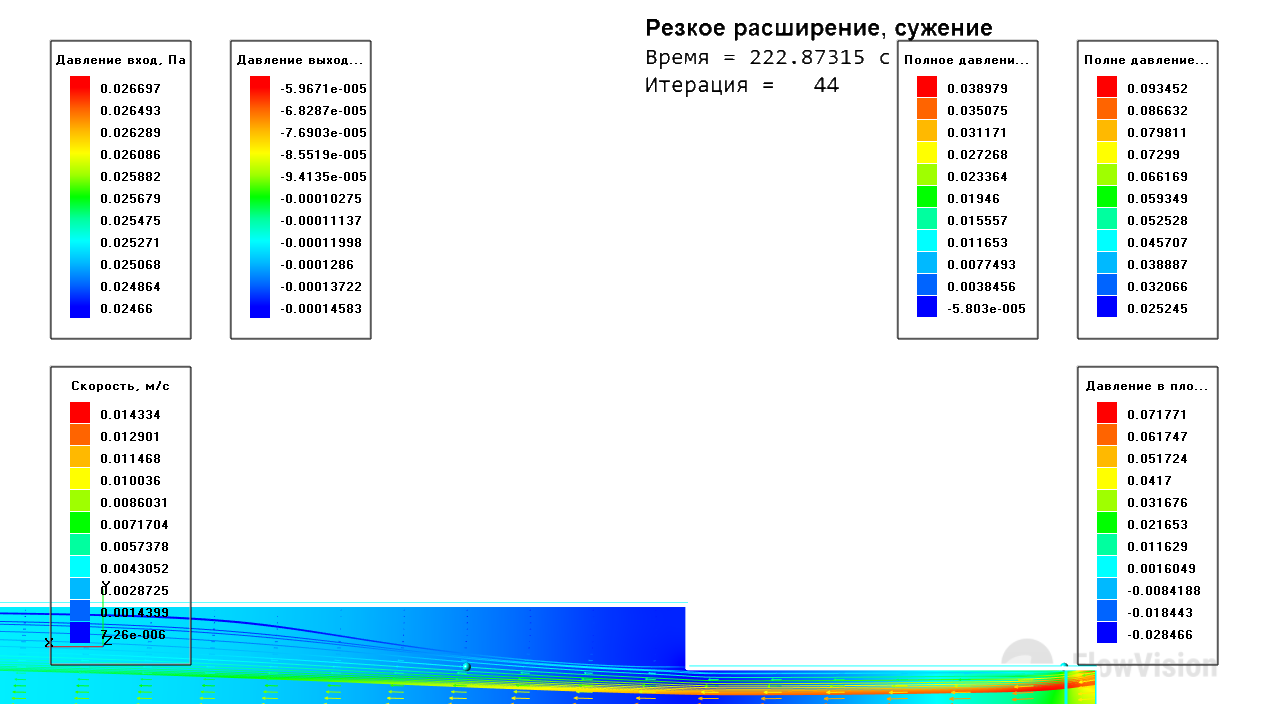 Резкое расширение, сужение
Время = 222.87315 с
Итерация = 44
Давление вход, Па
0.026697
0.026493
0.026289
0.026086
0.025882
0.025679
0.025475
0.025271
0.025068
0.024864
0.02466
Давление выход...
-5.9671e-005
-6.8287e-005
-7.6903e-005
-8.5519e-005
-9.4135e-005
-0.00010275
-0.00011137
-0.00011998
-0.0001286
-0.00013722
-0.00014583
Полное давлени...
0.038979
0.035075
0.031171
0.027268
0.023364
0.01946
0.015557
0.011653
0.0077493
0.0038456
-5.803e-005
Полне давление...
0.093452
0.086632
0.079811
0.07299
0.066169
0.059349
0.052528
0.045707
0.038887
0.032066
0.025245
Скорость, м/с
0.014334
0.012901
0.011468
0.010036
0.0086031
0.0071704
0.0057378
0.0043052
0.0028725
0.0014399
7.26e-006
Y
X
Z
Давление в пло...
0.071771
0.061747
0.051724
0.0417
0.031676
0.021653
0.011629
0.0016049
-0.0084188
-0.018443
-0.028466
FlowVision